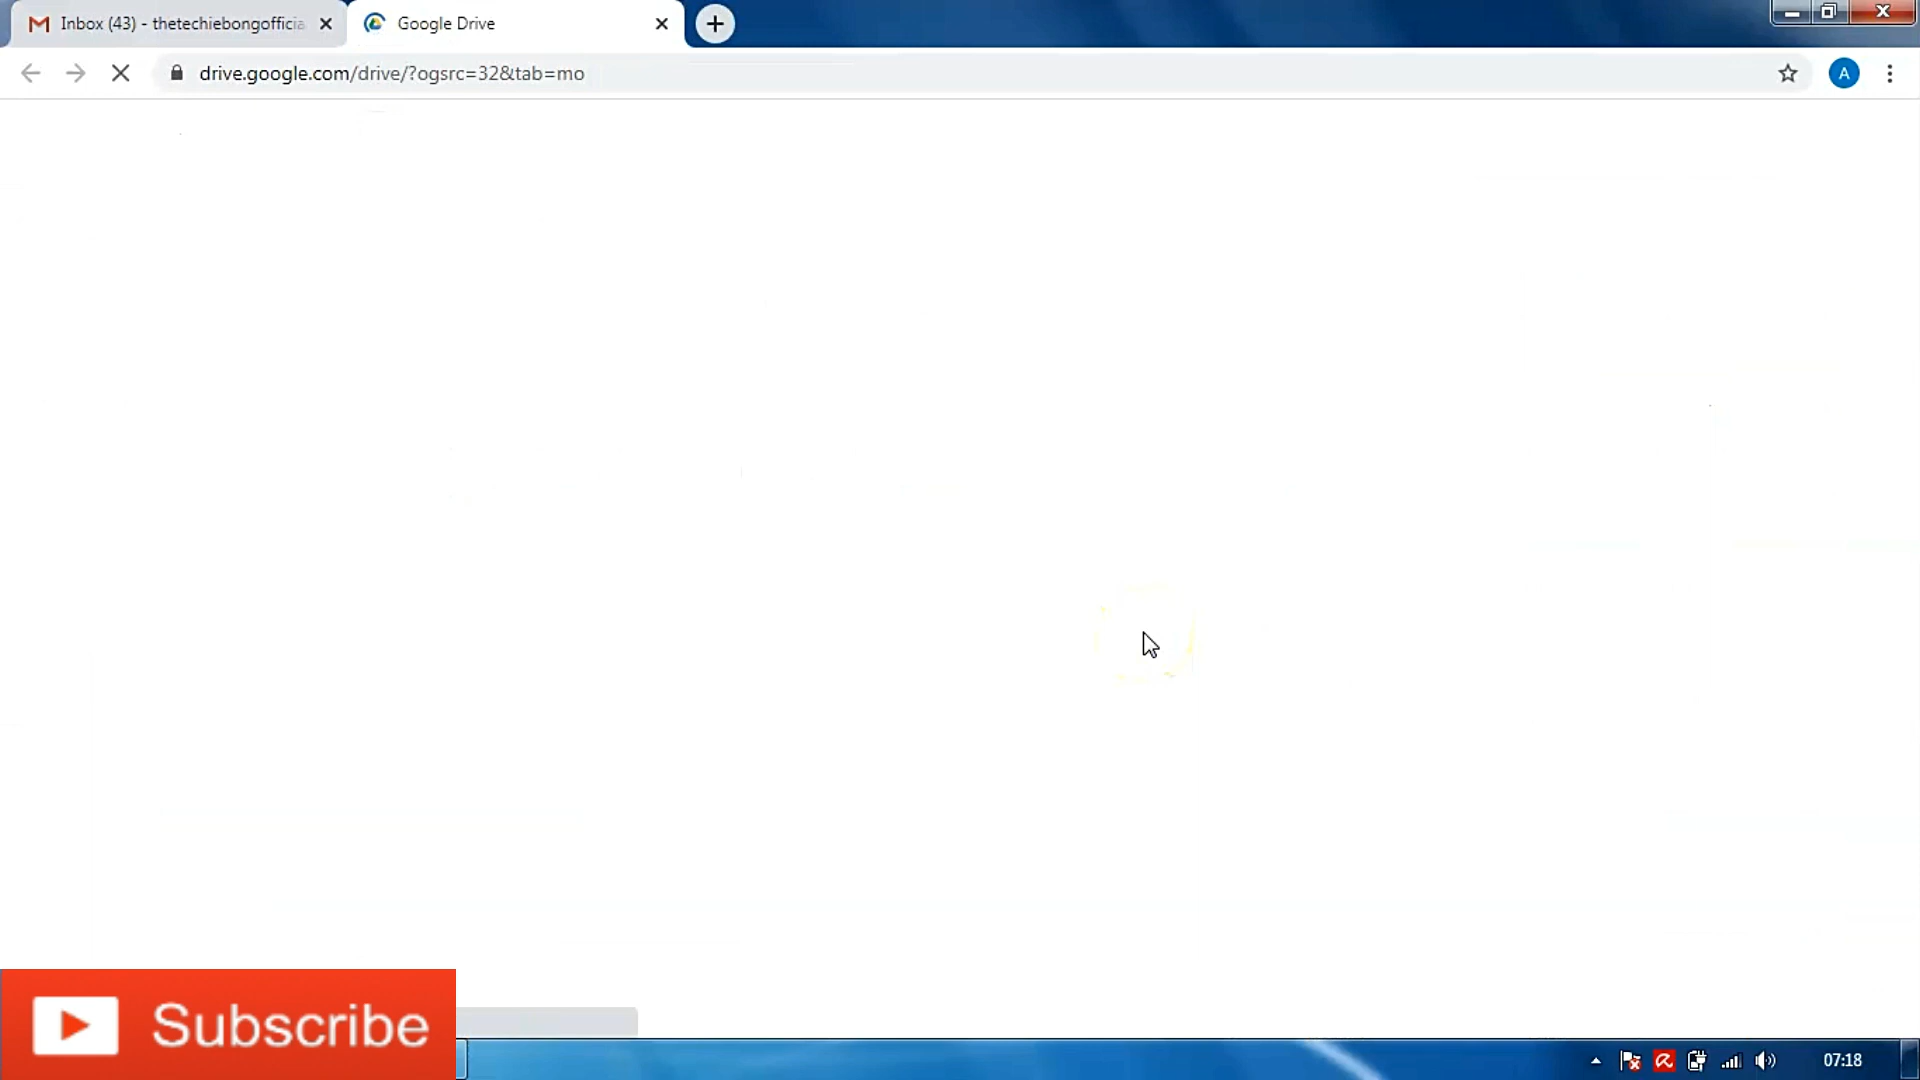 Inbox (43) - thetechiebongofficia
Google Drive
drive.google.com/drive/?ogsrc=32&tab=mo
A
Subscribe
07:18